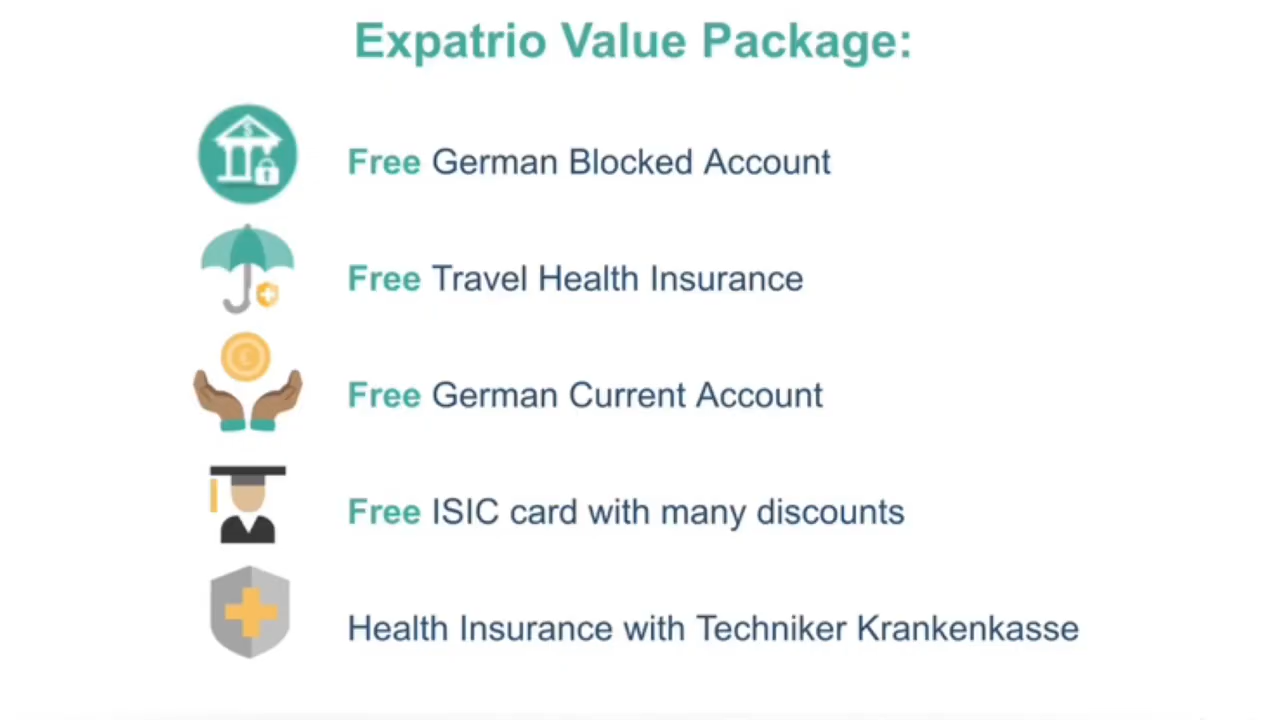 Expatrio Value Package:
Free German Blocked Account
Free Travel Health Insurance
Free German Current Account
Free ISIC card with many discounts
Health Insurance with Techniker Krankenkasse